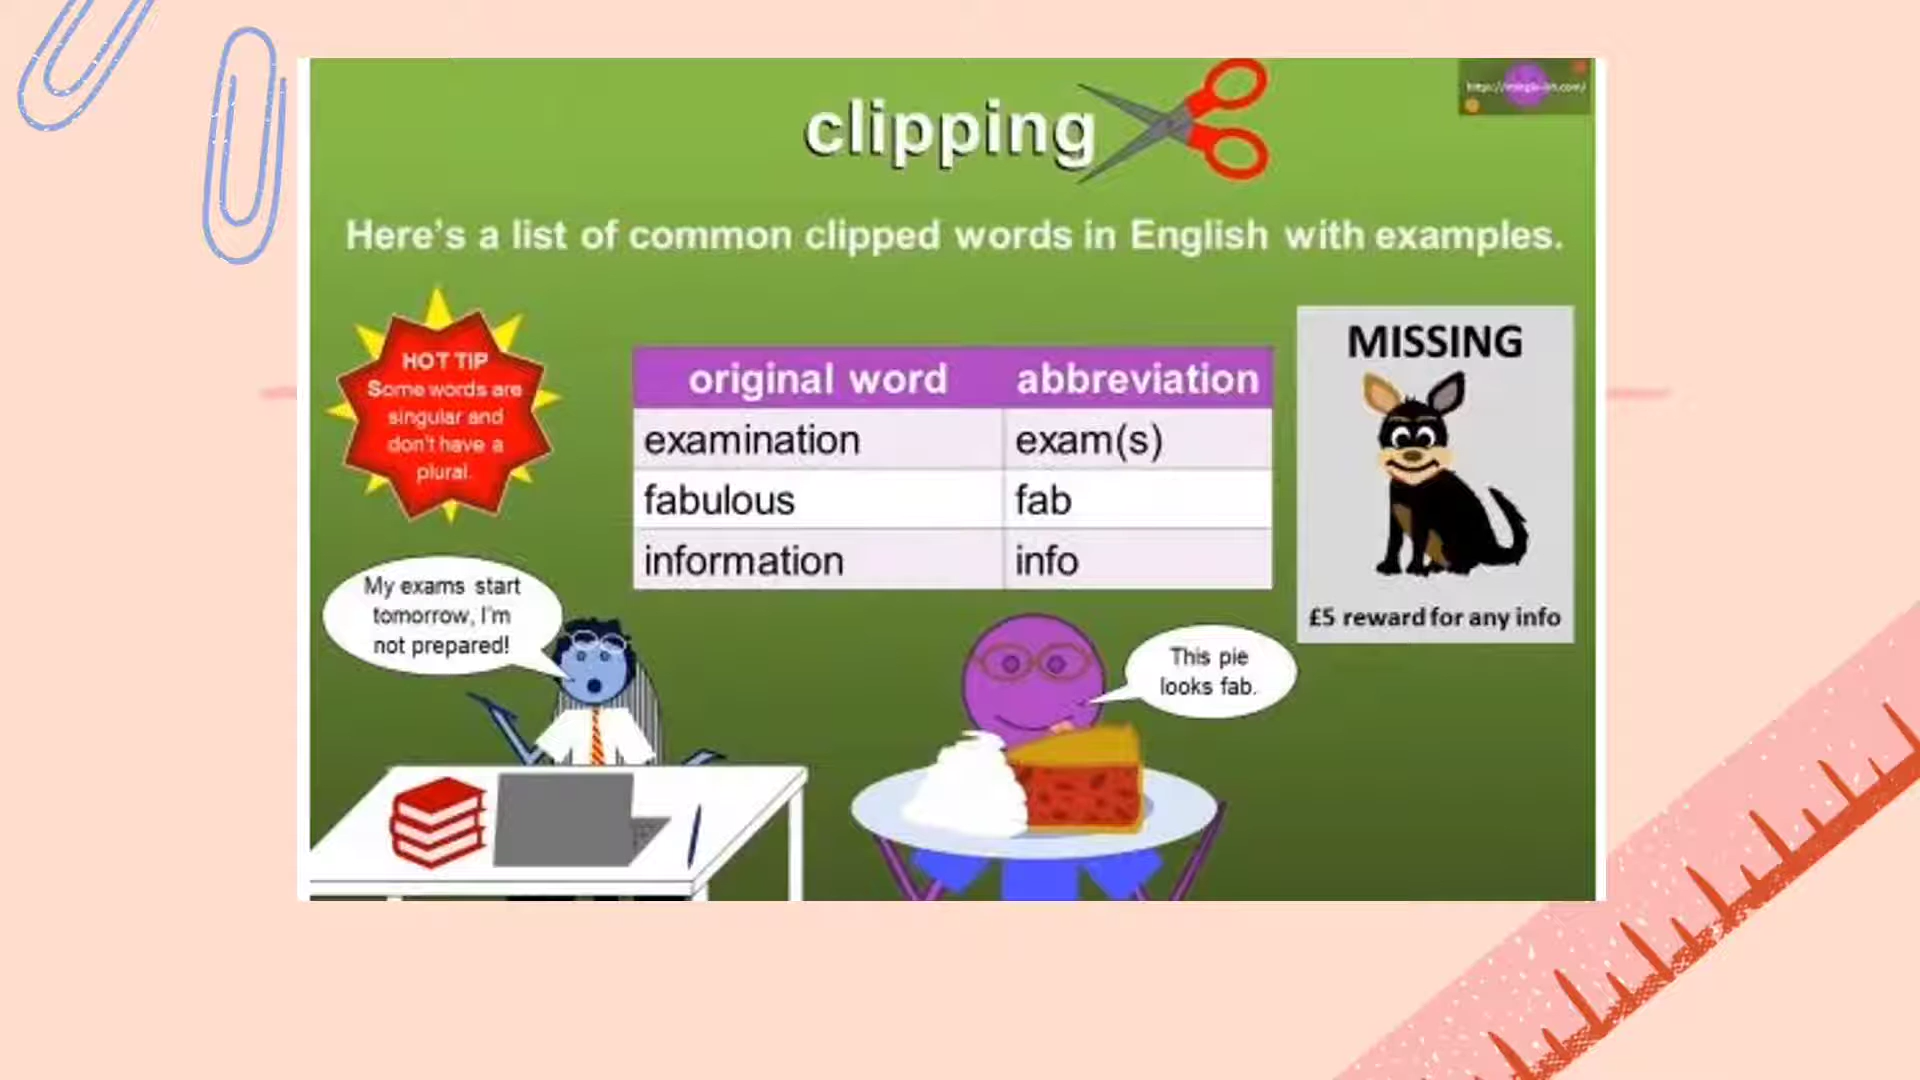 clipping
Here's a list of common clipped words in English with examples.
HOT TIP
Some words are
singular and
don't have a
plural.
original word abbreviation
examination exam(s)
fabulous fab
information info
MISSING
£5 reward for any info
My exams start
tomorrow, I'm
not prepared!
This pie
looks fab.